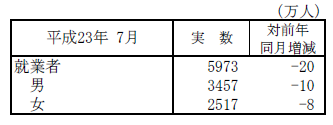 (万人)
平成23年 7月 実 数 対前年同月増減
就業者 5973 -20
男 3457 -10
女 2517 -8